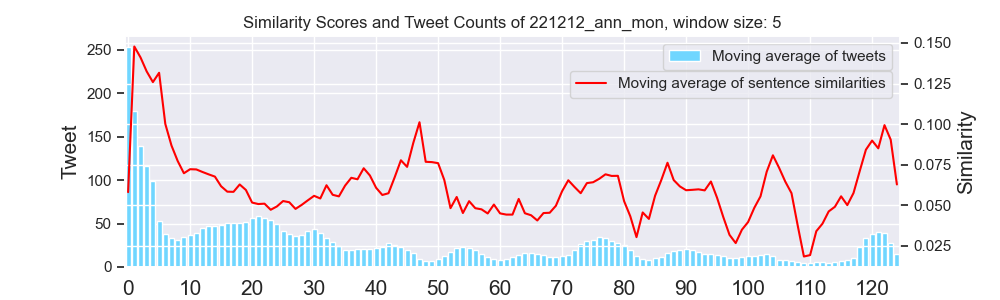 Similarity Scores and Tweet Counts of 221212_ann_mon, window size: 5
Moving average of tweets
Moving average of sentence similarities
Tweet
250
200
150
100
50
0
0 10 20 30 40 50 60 70 80 90 100 110 120
0.150
0.125
0.100
0.075
0.050
0.025
Similarity